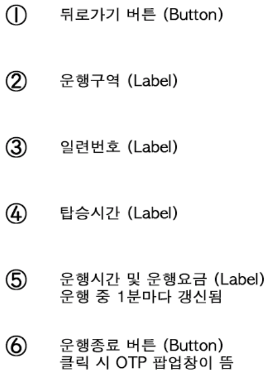 ① 뒤로가기 버튼 (Button)
② 운행구역 (Label)
③ 일련번호 (Label)
④ 탑승시간 (Label)
⑤ 운행시간 및 운행요금 (Label)
운행 중 1분마다 갱신됨
⑥ 운행종료 버튼 (Button)
클릭 시 OTP 팝업창이 뜸